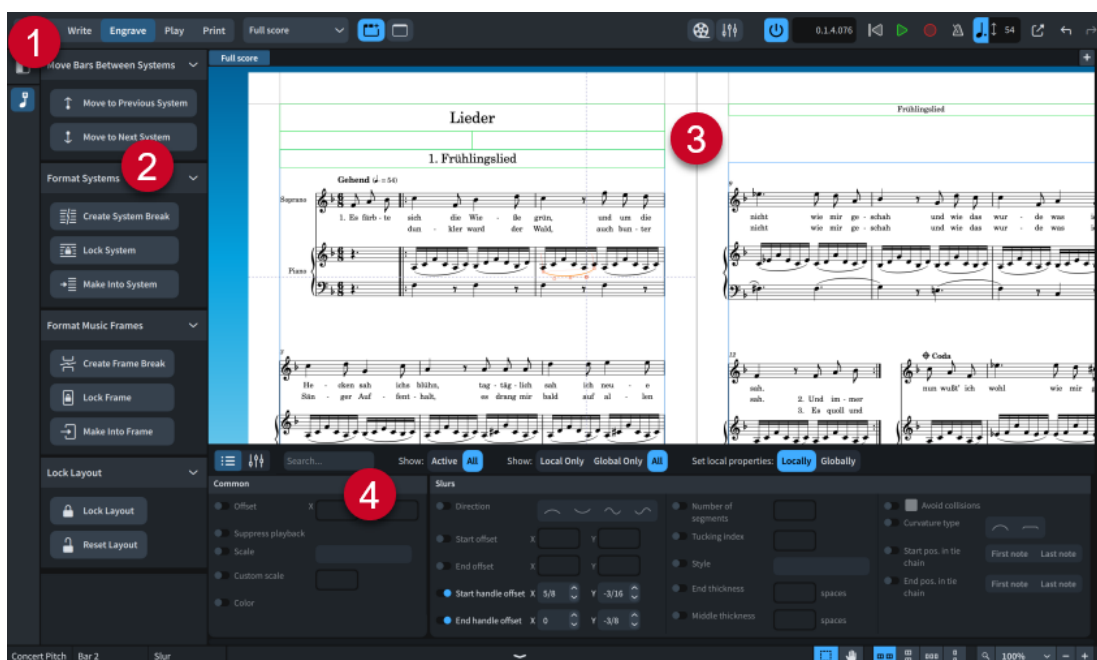 1
Write Engrave Play Print Full score 0.1.4.076 54
Move Bars Between Systems
Move to Previous System
Move to Next System
2
Format Systems
Create System Break
Lock System
Make Into System
Format Music Frames
Create Frame Break
Lock Frame
Make Into Frame
Lock Layout
Lock Layout
Reset Layout
Full score
Lieder
1. Frühlingslied
Gehend (♩. = 54)
Soprano
1. Es färb - te sich die Wie - ße grün, und um die
dun - kler ward der Wald, auch bun - ter
Piano
7
He - cken sah ichs blühn, tag - täg - lich sah ich neu - e
Sän - ger Auf - fent - halt, es drang mir bald auf al - len
3
Frühlingslied
9
nicht wie mir ge - schah und wie das wur - de was
nicht wie mir ge - schah und wie das wur - de was
12
Coda
sah. nun wußt' ich wohl wie mir
sah. 2. Und im - mer
3. Es quoll und
Search... Show: Active All Show: Local Only Global Only All Set local properties: Locally Globally
4
Common
Offset X
Suppress playback
Scale
Custom scale
Color
Slurs
Direction
Start offset X Y
End offset X Y
Start handle offset X 5/8 Y -3/16
End handle offset X 0 Y -3/8
Number of
segments
Tucking index
Style
End thickness spaces
Middle thickness spaces
Avoid collisions
Curvature type
Start pos. in tie
chain
First note Last note
End pos. in tie
chain
First note Last note
Concert Pitch Bar 2 Slur 100%